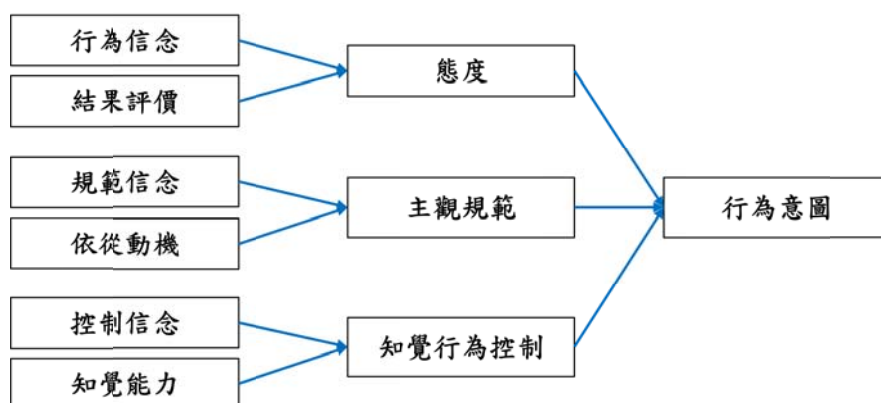 行為信念
結果評價
態度
規範信念
依從動機
主觀規範
行為意圖
控制信念
知覺能力
知覺行為控制